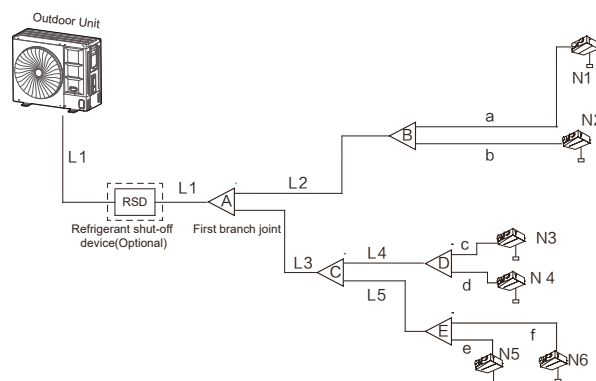 Outdoor Unit
N1
a
N2
B
b
L1
L2
RSD
L1
A
Refrigerant shut-off
device(Optional)
First branch joint
L3
C
L4
D
c
N3
d
N 4
L5
E
f
e
N5
N6